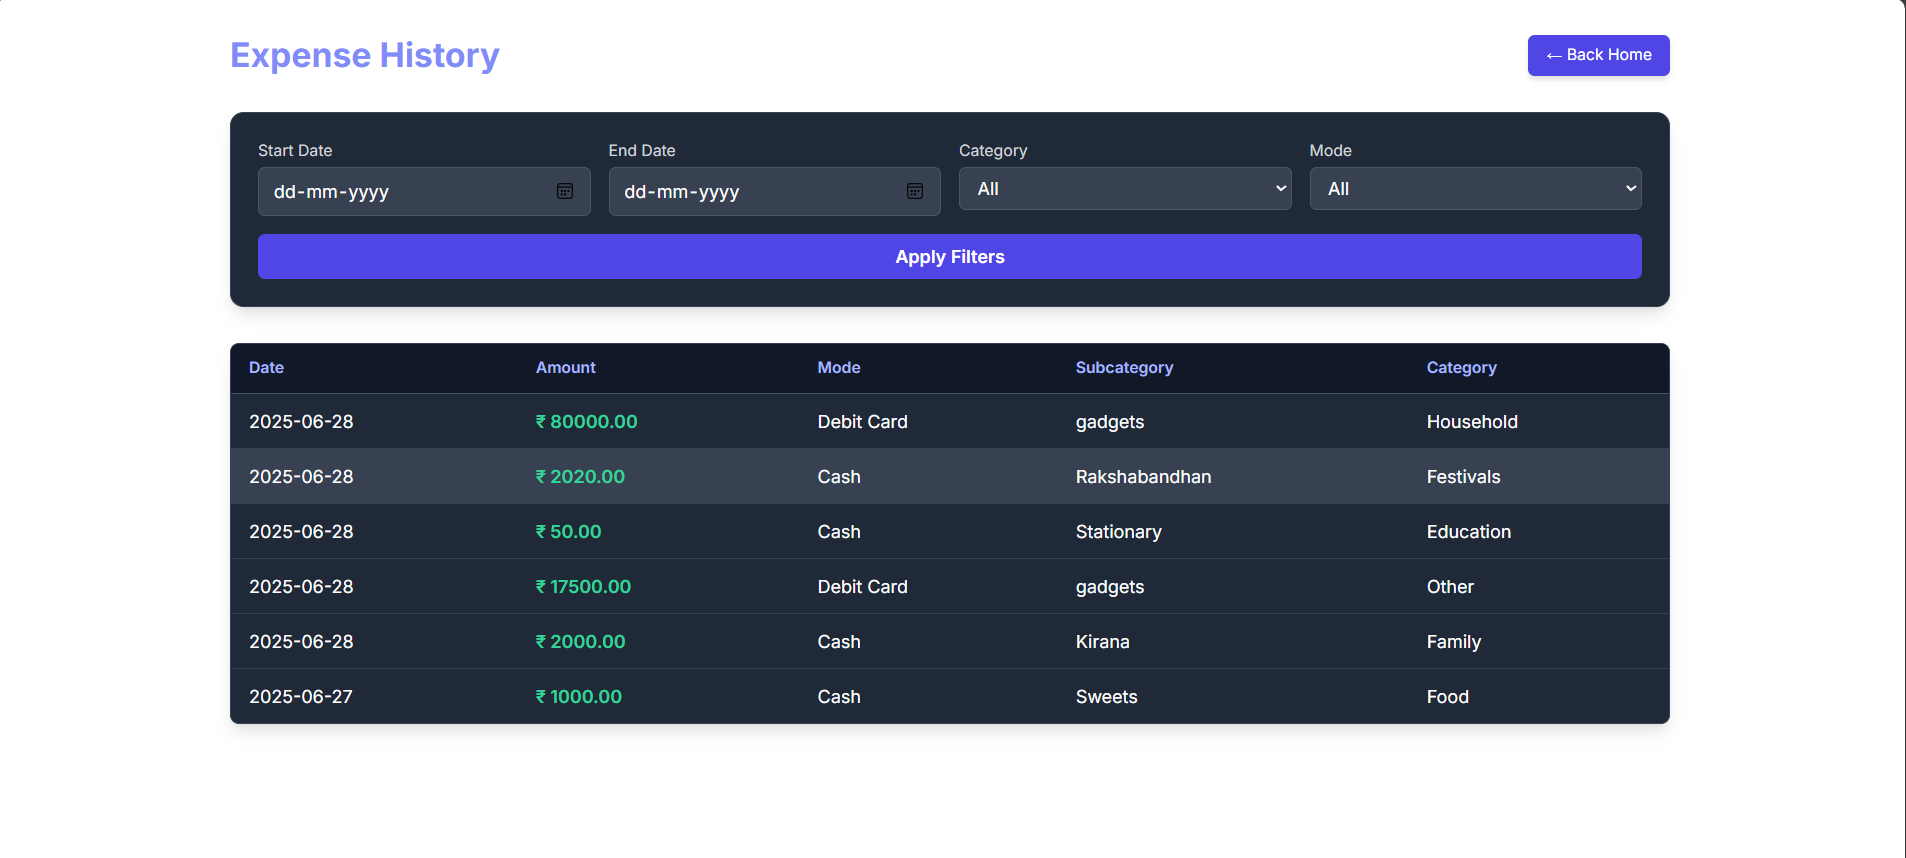 Expense History
← Back Home
Start Date End Date Category Mode
dd-mm-yyyy dd-mm-yyyy All All
Apply Filters
Date Amount Mode Subcategory Category
2025-06-28 ₹ 80000.00 Debit Card gadgets Household
2025-06-28 ₹ 2020.00 Cash Rakshabandhan Festivals
2025-06-28 ₹ 50.00 Cash Stationary Education
2025-06-28 ₹ 17500.00 Debit Card gadgets Other
2025-06-28 ₹ 2000.00 Cash Kirana Family
2025-06-27 ₹ 1000.00 Cash Sweets Food